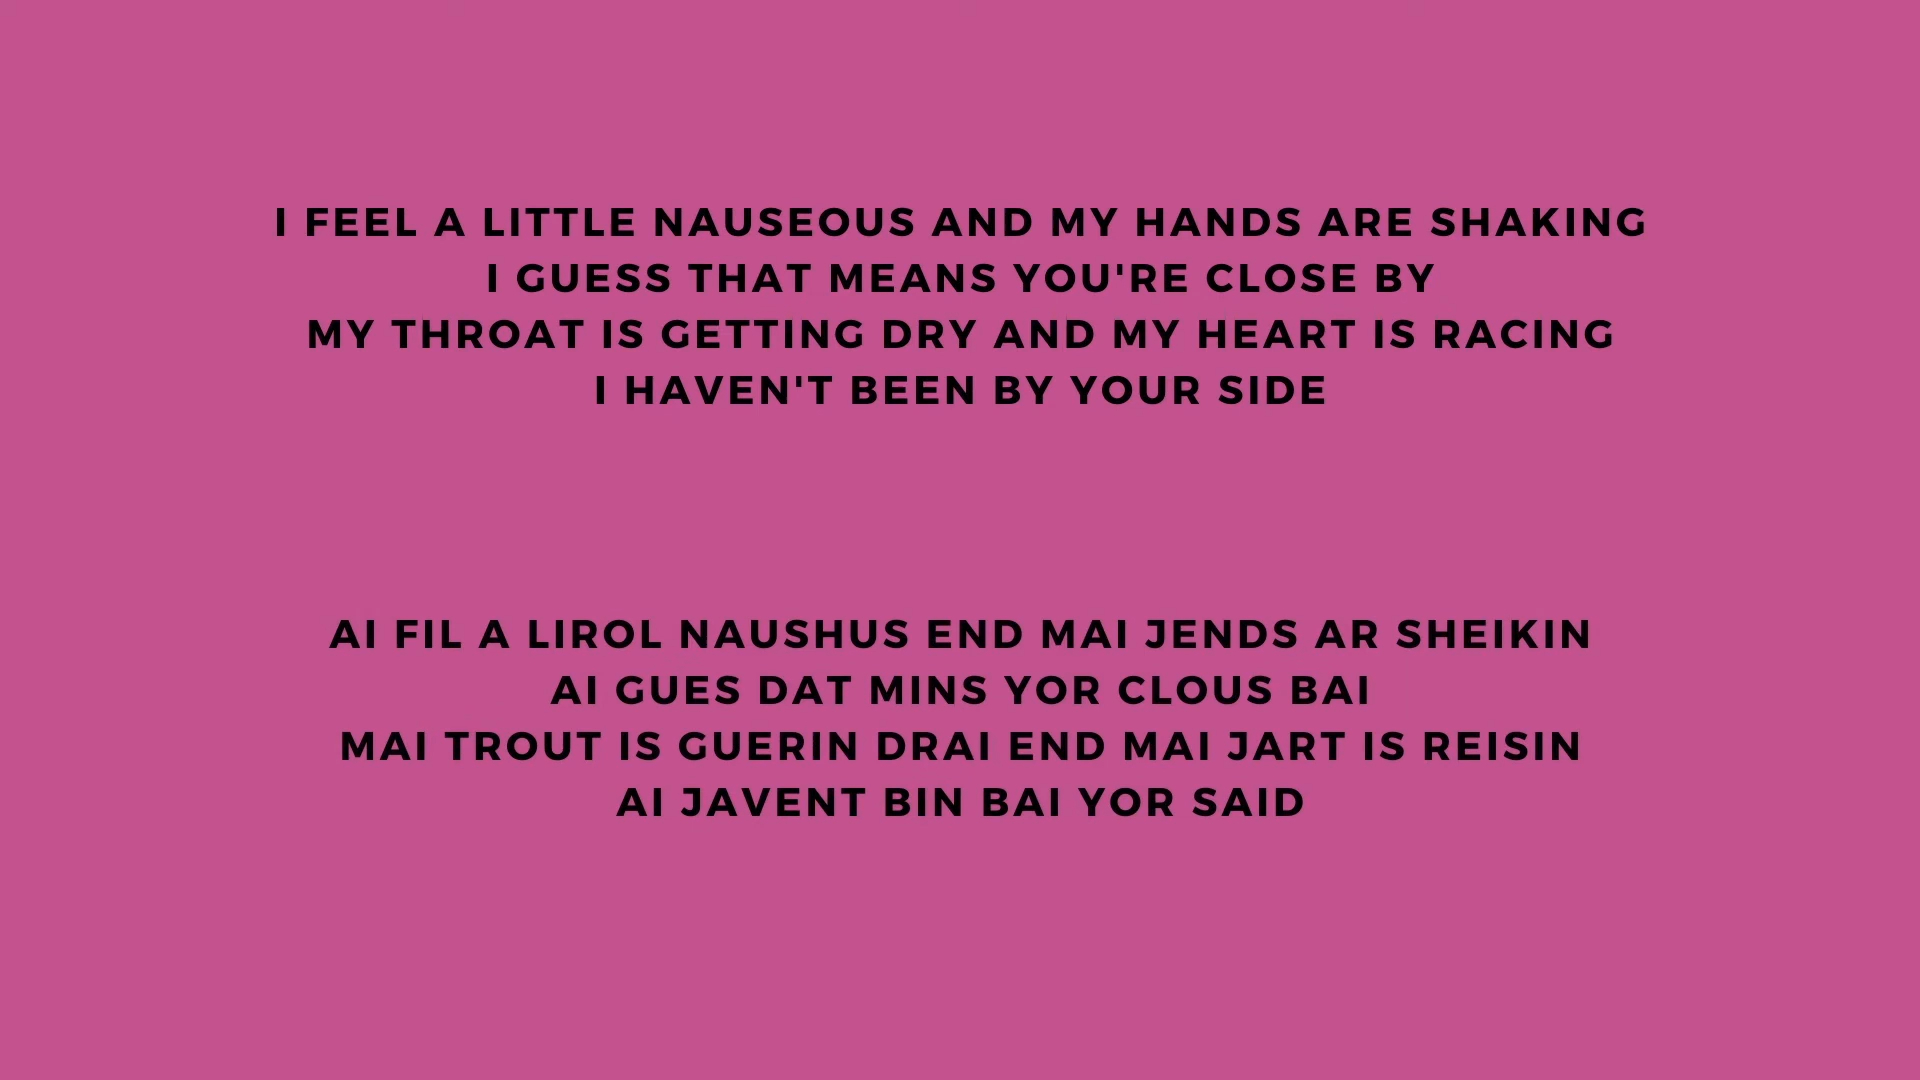 I FEEL A LITTLE NAUSEOUS AND MY HANDS ARE SHAKING
I GUESS THAT MEANS YOU'RE CLOSE BY
MY THROAT IS GETTING DRY AND MY HEART IS RACING
I HAVEN'T BEEN BY YOUR SIDE
AI FIL A LIROL NAUSHUS END MAI JENDS AR SHEIKIN
AI GUES DAT MINS YOR CLOUS BAI
MAI TROUT IS GUERIN DRAI END MAI JART IS REISIN
AI JAVENT BIN BAI YOR SAID